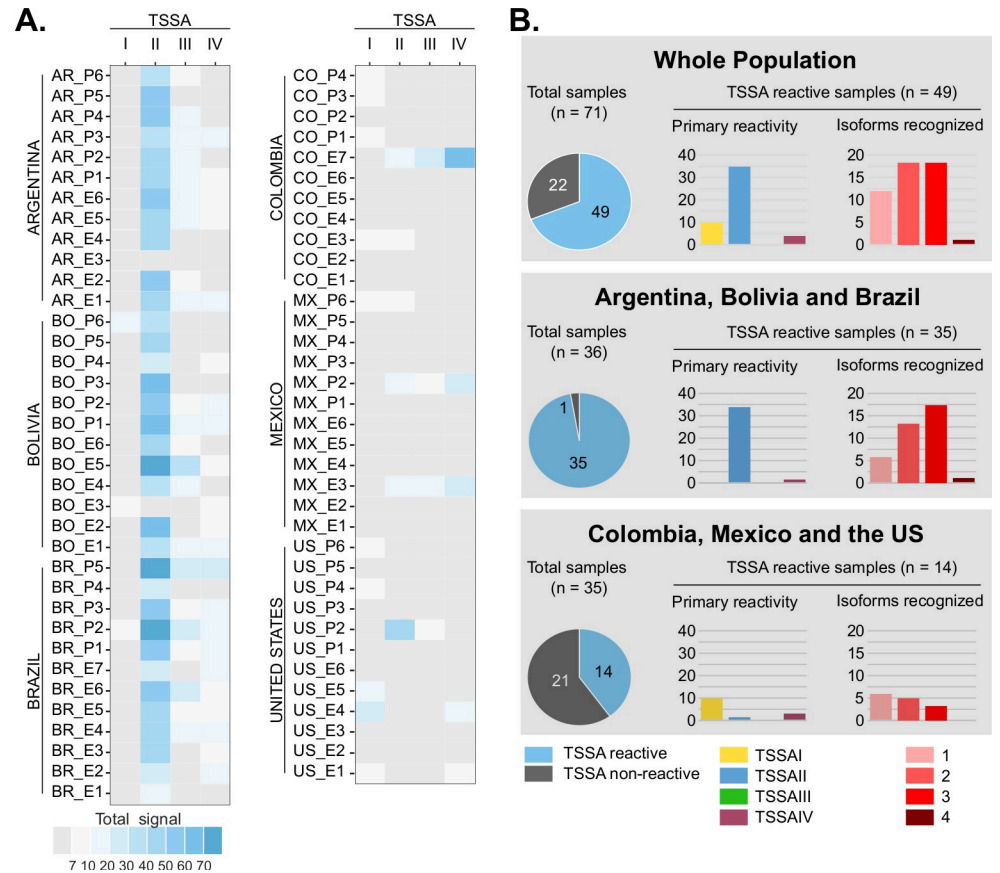 A.
TSSA
I II III IV
ARGENTINA
AR_P6
AR_P5
AR_P4
AR_P3
AR_P2
AR_P1
AR_E6
AR_E5
AR_E4
AR_E3
AR_E2
AR_E1
BOLIVIA
BO_P6
BO_P5
BO_P4
BO_P3
BO_P2
BO_P1
BO_E6
BO_E5
BO_E4
BO_E3
BO_E2
BO_E1
BRAZIL
BR_P5
BR_P4
BR_P3
BR_P2
BR_P1
BR_E7
BR_E6
BR_E5
BR_E4
BR_E3
BR_E2
BR_E1
Total signal
7 10 20 30 40 50 60 70
TSSA
I II III IV
COLOMBIA
CO_P4
CO_P3
CO_P2
CO_P1
CO_E7
CO_E6
CO_E5
CO_E4
CO_E3
CO_E2
CO_E1
MEXICO
MX_P6
MX_P5
MX_P4
MX_P3
MX_P2
MX_P1
MX_E6
MX_E5
MX_E4
MX_E3
MX_E2
MX_E1
UNITED STATES
US_P6
US_P5
US_P4
US_P3
US_P2
US_P1
US_E6
US_E5
US_E4
US_E3
US_E2
US_E1
B.
Whole Population
Total samples
(n = 71)
22
49
TSSA reactive samples (n = 49)
Primary reactivity
40
30
20
10
0
Isoforms recognized
20
15
10
5
0
Argentina, Bolivia and Brazil
Total samples
(n = 36)
1
35
TSSA reactive samples (n = 35)
Primary reactivity
40
30
20
10
0
Isoforms recognized
20
15
10
5
0
Colombia, Mexico and the US
Total samples
(n = 35)
21
14
TSSA reactive samples (n = 14)
Primary reactivity
40
30
20
10
0
Isoforms recognized
20
15
10
5
0
TSSA reactive
TSSA non-reactive
TSSAI
TSSAII
TSSAIII
TSSAIV
1
2
3
4